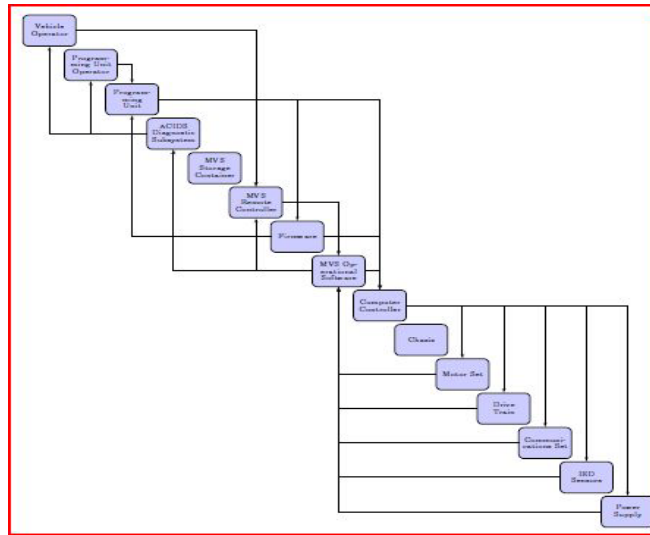 Vehicle
Operator
Program-
ming Unit
Operator
Program-
ming
Unit
ACIDS
Diagnostic
Subsystem
MVS
Storage
Container
MVS
Remote
Controller
Firmware
MVS Op-
erational
Software
Computer
Controller
Chasis
Motor Set
Drive
Train
Communi-
cations Set
IED
Sensors
Power
Supply